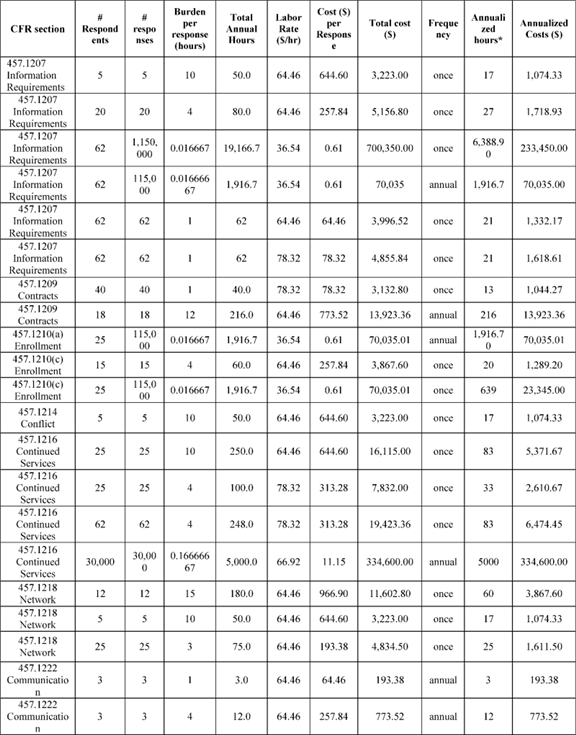 CFR section | # Respondents | # responses | Burden per response (hours) | Total Annual Hours | Labor Rate ($/hr) | Cost ($) per Response | Total cost ($) | Frequency | Annualized hours* | Annualized Costs ($)
457.1207 Information Requirements | 5 | 5 | 10 | 50.0 | 64.46 | 644.60 | 3,223.00 | once | 17 | 1,074.33
457.1207 Information Requirements | 20 | 20 | 4 | 80.0 | 64.46 | 257.84 | 5,156.80 | once | 27 | 1,718.93
457.1207 Information Requirements | 62 | 1,150,000 | 0.016667 | 19,166.7 | 36.54 | 0.61 | 700,350.00 | once | 6,388.90 | 233,450.00
457.1207 Information Requirements | 62 | 115,000 | 0.01666667 | 1,916.7 | 36.54 | 0.61 | 70,035 | annual | 1,916.7 | 70,035.00
457.1207 Information Requirements | 62 | 62 | 1 | 62 | 64.46 | 64.46 | 3,996.52 | once | 21 | 1,332.17
457.1207 Information Requirements | 62 | 62 | 1 | 62 | 78.32 | 78.32 | 4,855.84 | once | 21 | 1,618.61
457.1209 Contracts | 40 | 40 | 1 | 40.0 | 78.32 | 78.32 | 3,132.80 | once | 13 | 1,044.27
457.1209 Contracts | 18 | 18 | 12 | 216.0 | 64.46 | 773.52 | 13,923.36 | annual | 216 | 13,923.36
457.1210(a) Enrollment | 25 | 115,000 | 0.016667 | 1,916.7 | 36.54 | 0.61 | 70,035.01 | annual | 1,916.70 | 70,035.01
457.1210(c) Enrollment | 15 | 15 | 4 | 60.0 | 64.46 | 257.84 | 3,867.60 | once | 20 | 1,289.20
457.1210(c) Enrollment | 25 | 115,000 | 0.016667 | 1,916.7 | 36.54 | 0.61 | 70,035.01 | once | 639 | 23,345.00
457.1214 Conflict | 5 | 5 | 10 | 50.0 | 64.46 | 644.60 | 3,223.00 | once | 17 | 1,074.33
457.1216 Continued Services | 25 | 25 | 10 | 250.0 | 64.46 | 644.60 | 16,115.00 | once | 83 | 5,371.67
457.1216 Continued Services | 25 | 25 | 4 | 100.0 | 78.32 | 313.28 | 7,832.00 | once | 33 | 2,610.67
457.1216 Continued Services | 62 | 62 | 4 | 248.0 | 78.32 | 313.28 | 19,423.36 | once | 83 | 6,474.45
457.1216 Continued Services | 30,000 | 30,000 | 0.16666667 | 5,000.0 | 66.92 | 11.15 | 334,600.00 | annual | 5000 | 334,600.00
457.1218 Network | 12 | 12 | 15 | 180.0 | 64.46 | 966.90 | 11,602.80 | once | 60 | 3,867.60
457.1218 Network | 5 | 5 | 10 | 50.0 | 64.46 | 644.60 | 3,223.00 | once | 17 | 1,074.33
457.1218 Network | 25 | 25 | 3 | 75.0 | 64.46 | 193.38 | 4,834.50 | once | 25 | 1,611.50
457.1222 Communication | 3 | 3 | 1 | 3.0 | 64.46 | 64.46 | 193.38 | annual | 3 | 193.38
457.1222 Communication | 3 | 3 | 4 | 12.0 | 64.46 | 257.84 | 773.52 | annual | 12 | 773.52